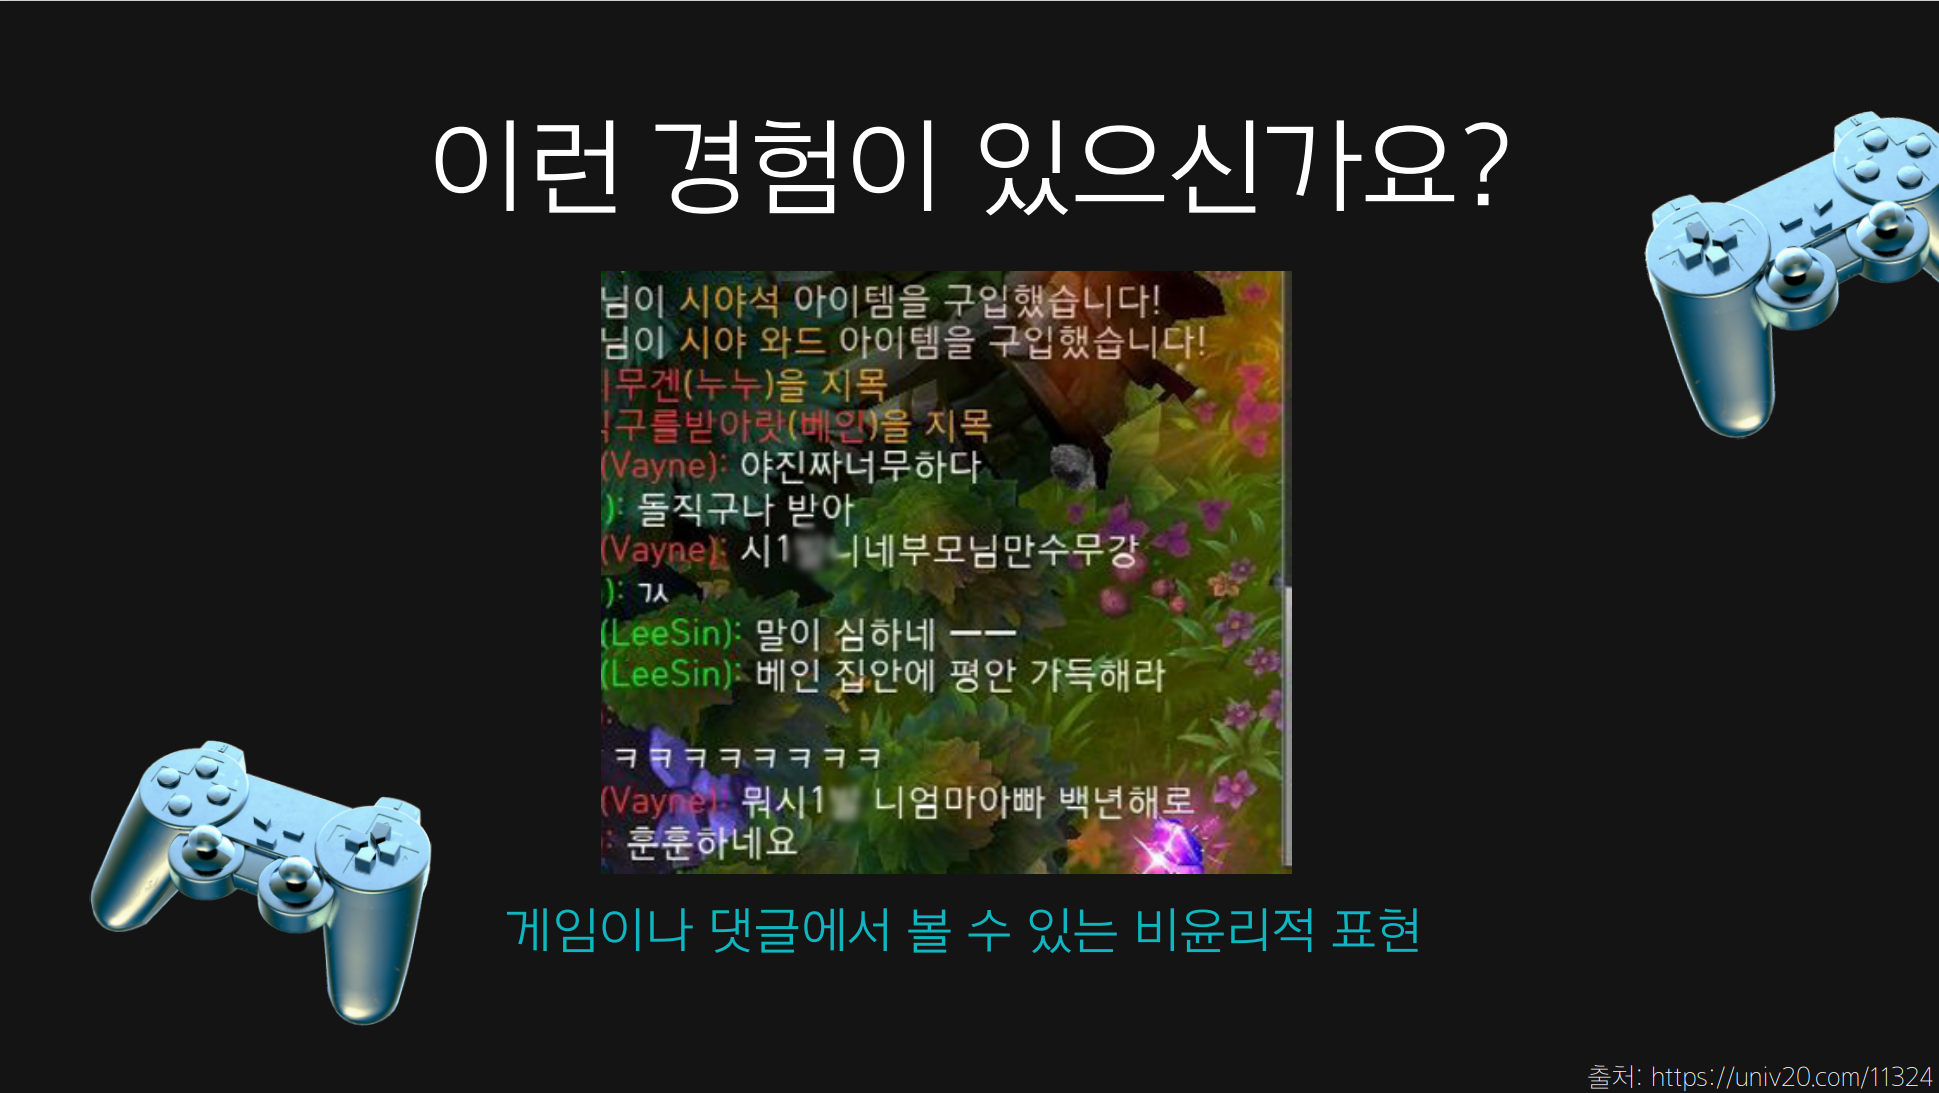 이런 경험이 있으신가요?
님이 시야석 아이템을 구입했습니다!
님이 시야 와드 아이템을 구입했습니다!
무겐(누누)을 지목
구를받아랏(베인)을 지목
(Vayne): 야진짜너무하다
): 돌직구나 받아
(Vayne): 시1 니네부모님만수무강
): ㄳ
(LeeSin): 말이 심하네 ㅡㅡ
(LeeSin): 베인 집안에 평안 가득해라
ㅋㅋㅋㅋㅋㅋㅋㅋ
(Vayne): 뭐시1 니엄마아빠 백년해로
: 훈훈하네요
게임이나 댓글에서 볼 수 있는 비윤리적 표현
출처: https://univ20.com/11324